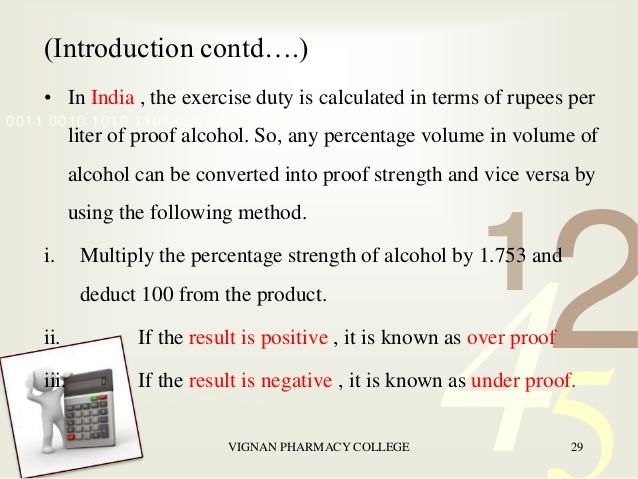 (Introduction contd….)
• In India , the exercise duty is calculated in terms of rupees per
liter of proof alcohol. So, any percentage volume in volume of
alcohol can be converted into proof strength and vice versa by
using the following method.
i. Multiply the percentage strength of alcohol by 1.753 and
deduct 100 from the product.
ii. If the result is positive , it is known as over proof
iii. If the result is negative , it is known as under proof.
0011 0010 1010 1101
1 2
4 5
VIGNAN PHARMACY COLLEGE 29